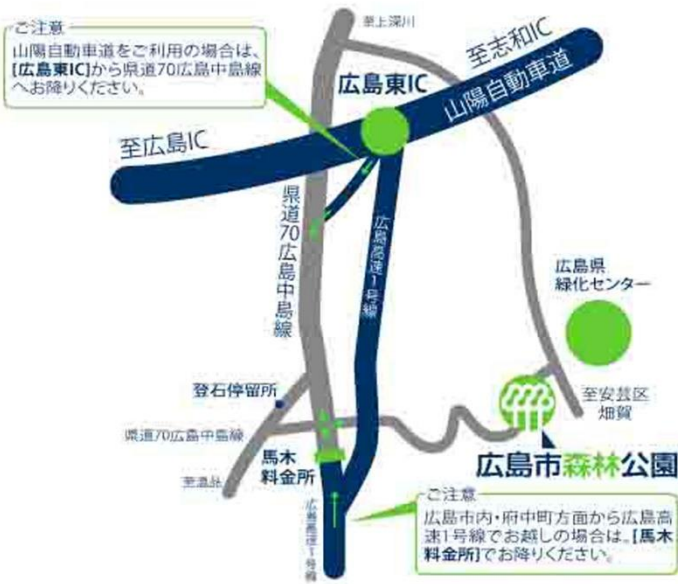 ご注意
山陽自動車道をご利用の場合は、
[広島東IC]から県道70広島中島線
へお降りください。
至上深川
至志和IC
広島東IC
山陽自動車道
至広島IC
県道70広島中島線
広島高速1号線
広島県
緑化センター
登石停留所
至安芸区
畑賀
県道70広島中島線
馬木
料金所
広島市森林公園
至温品
広島高速1号線
ご注意
広島市内・府中町方面から広島高
速1号線でお越しの場合は、[馬木
料金所]でお降りください。